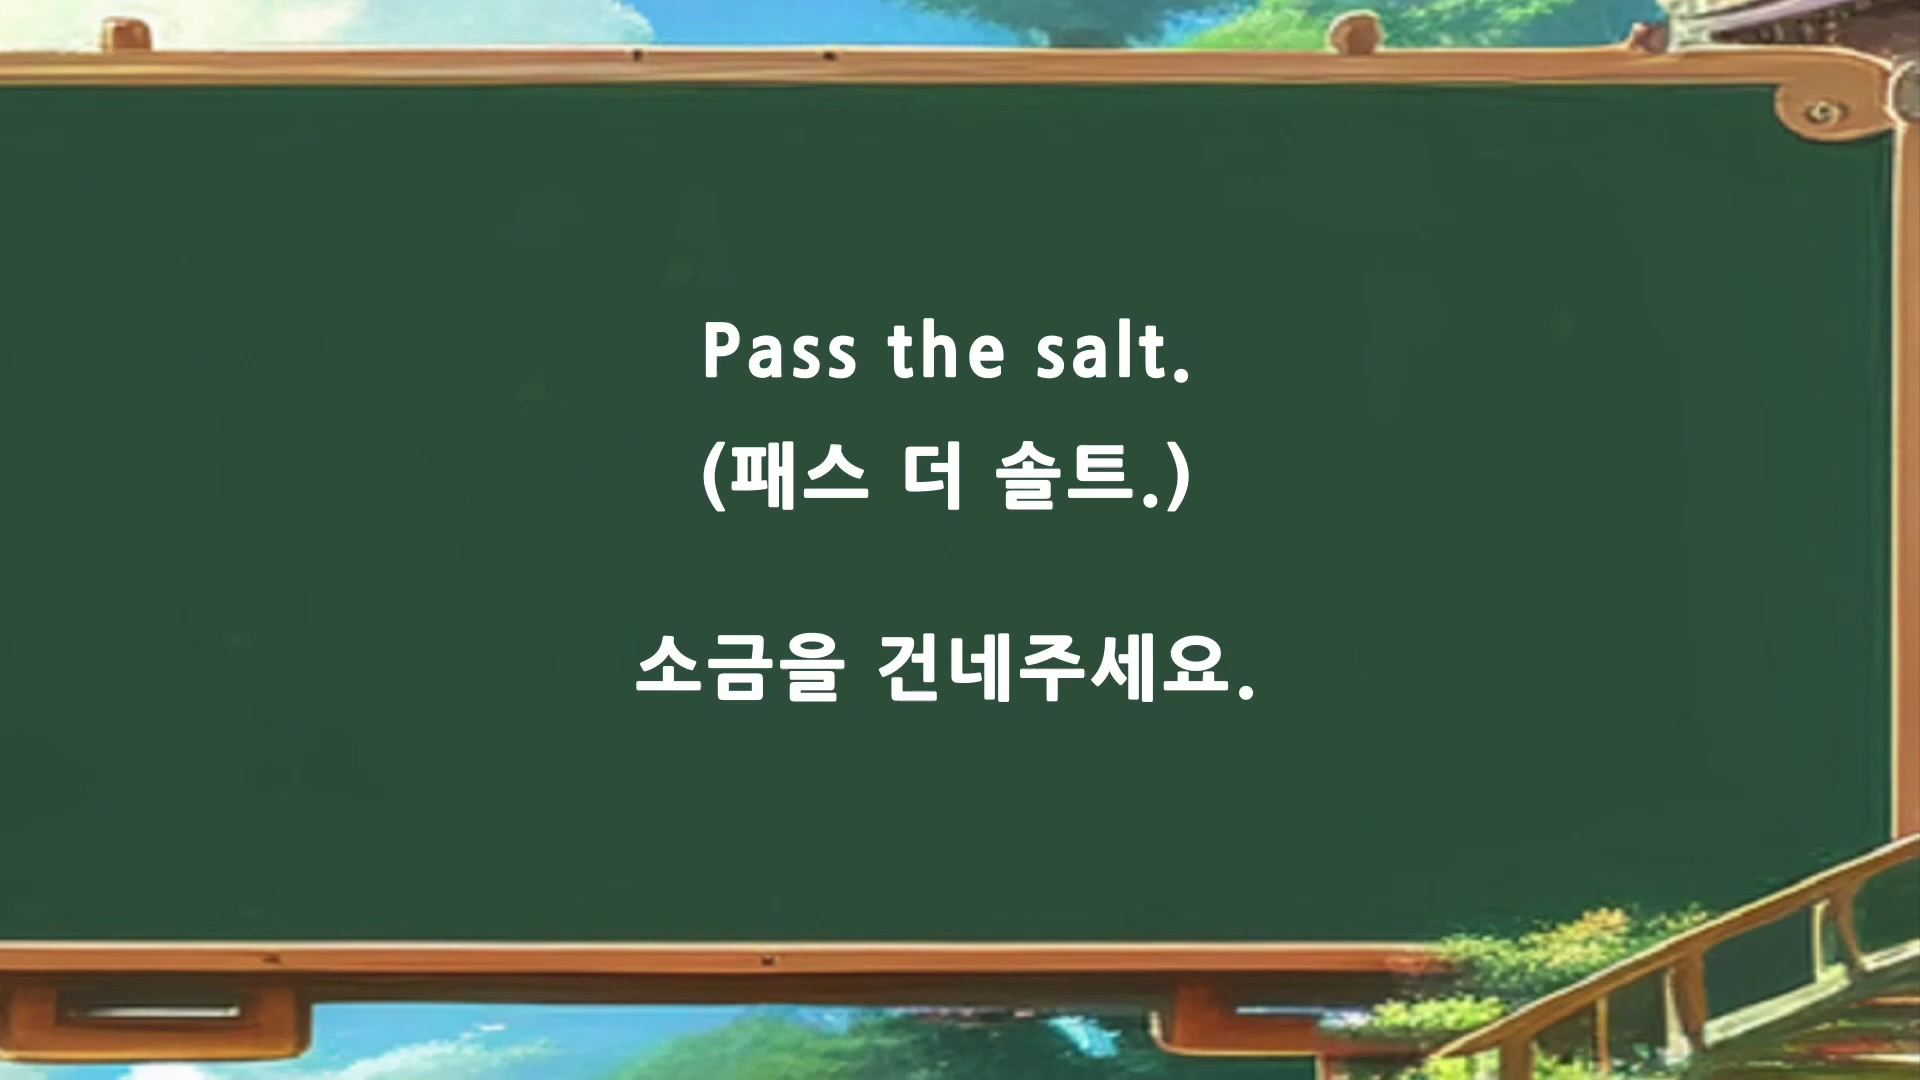 Pass the salt.
(패스 더 솔트.)
소금을 건네주세요.